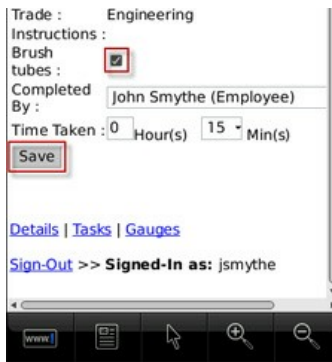 Trade : Engineering
Instructions :
Brush
tubes :
Completed
By : John Smythe (Employee)
Time Taken : 0 Hour(s) 15 Min(s)
Save
Details | Tasks | Gauges
Sign-Out >> Signed-In as: jsmythe
www